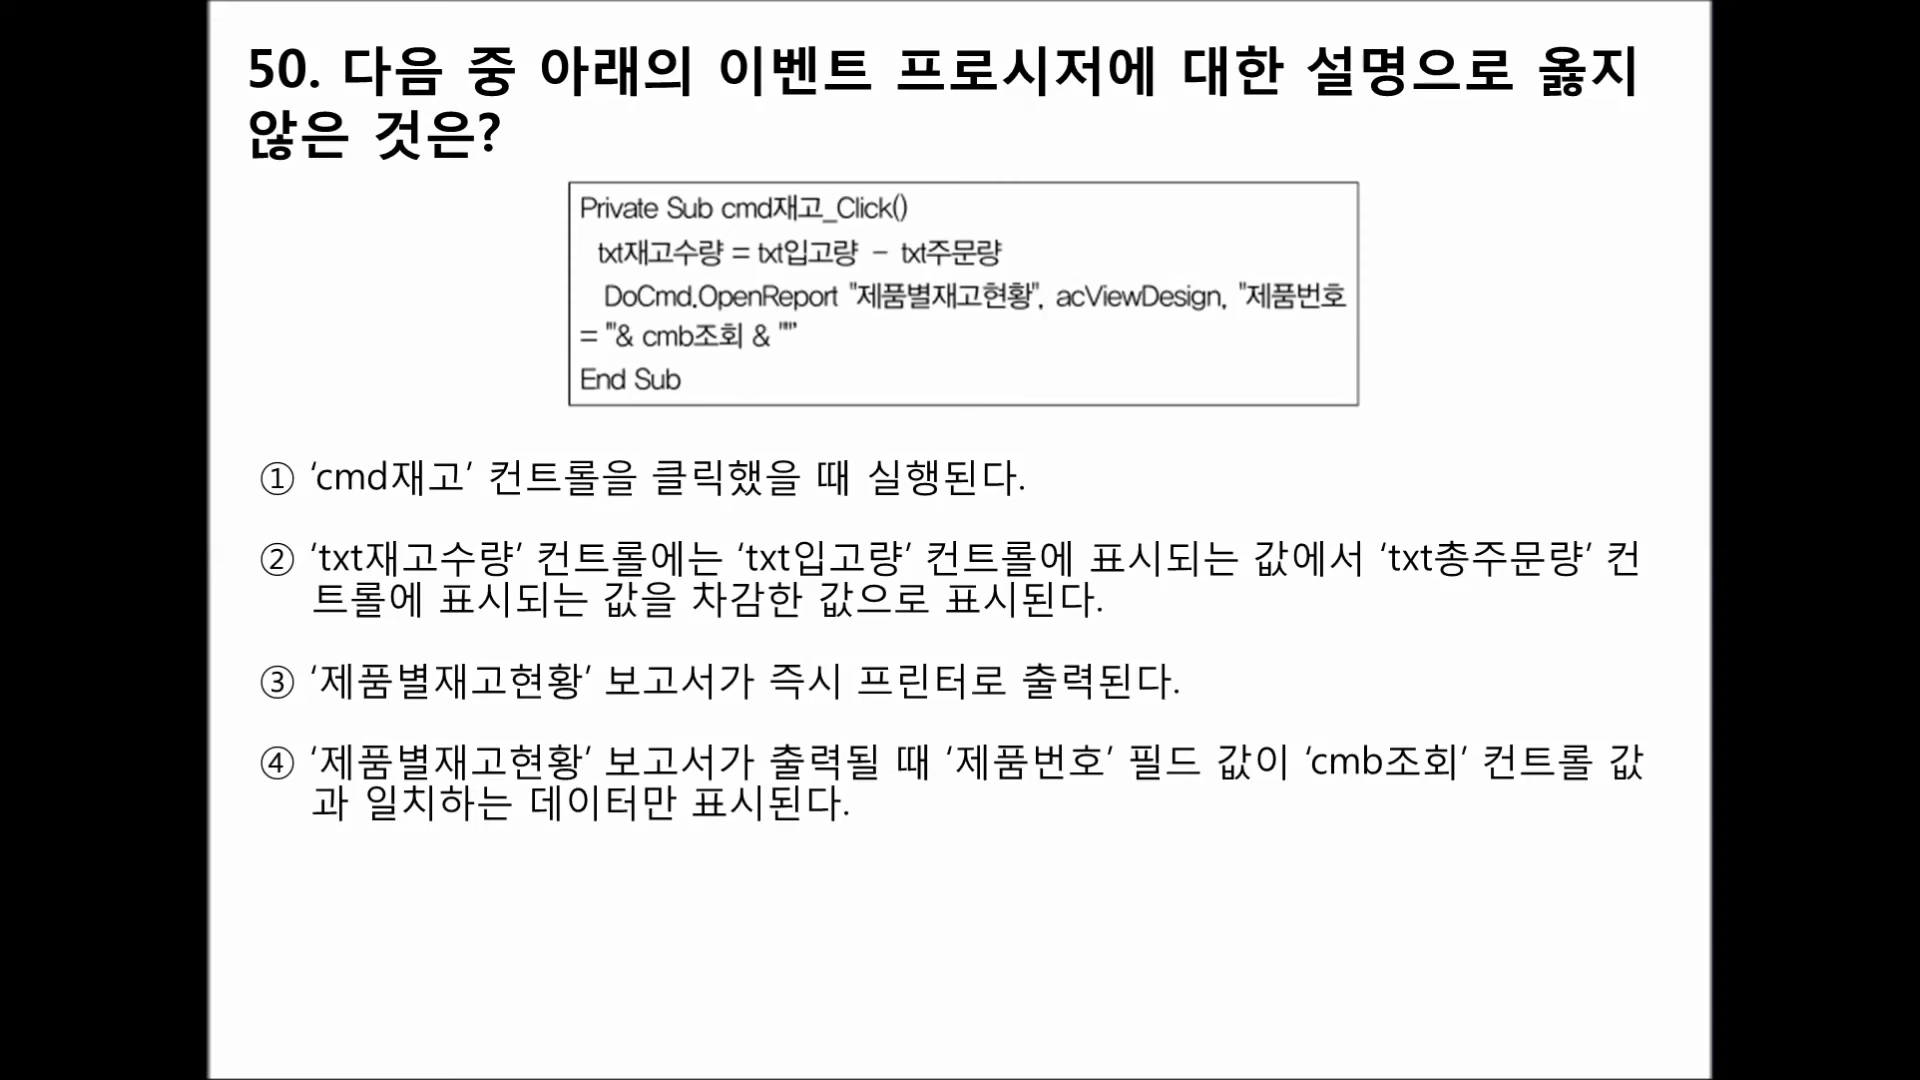 50. 다음 중 아래의 이벤트 프로시저에 대한 설명으로 옳지
않은 것은?
Private Sub cmd재고_Click()
txt재고수량 = txt입고량 - txt주문량
DoCmd.OpenReport "제품별재고현황", acViewDesign, "제품번호
= '"& cmb조회 & "'"
End Sub
① ‘cmd재고’ 컨트롤을 클릭했을 때 실행된다.
② ‘txt재고수량’ 컨트롤에는 ‘txt입고량’ 컨트롤에 표시되는 값에서 ‘txt총주문량’ 컨
트롤에 표시되는 값을 차감한 값으로 표시된다.
③ ‘제품별재고현황’ 보고서가 즉시 프린터로 출력된다.
④ ‘제품별재고현황’ 보고서가 출력될 때 ‘제품번호’ 필드 값이 ‘cmb조회’ 컨트롤 값
과 일치하는 데이터만 표시된다.